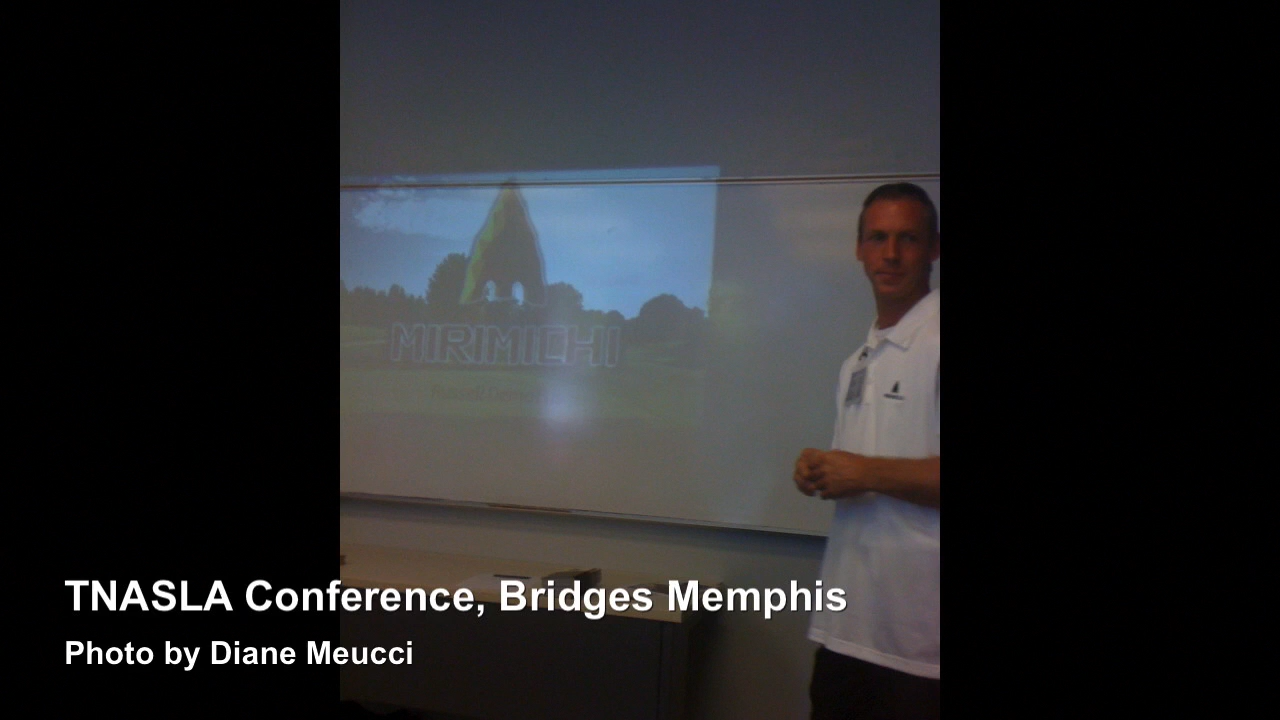 MIRIMICHI
TNASLA Conference, Bridges Memphis
Photo by Diane Meucci